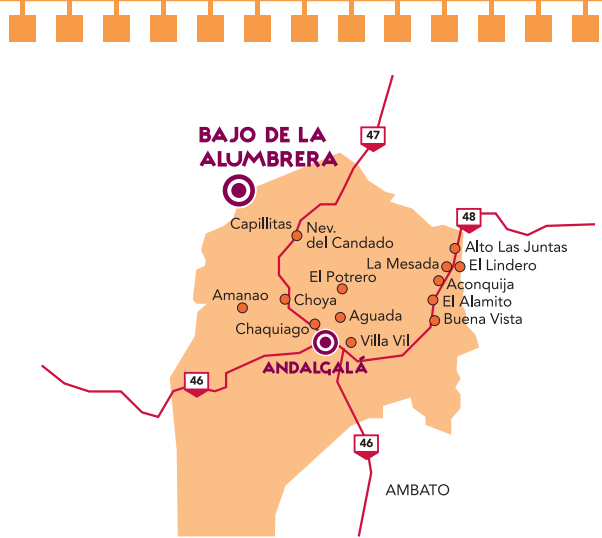 BAJO DE LA
ALUMBRERA
47
48
Capillitas
Nev.
del Candado
Alto Las Juntas
La Mesada
El Lindero
El Potrero
Aconquija
Amanao
Choya
El Alamito
Aguada
Buena Vista
Chaquiago
Villa Vil
ANDALGALÁ
46
46
AMBATO